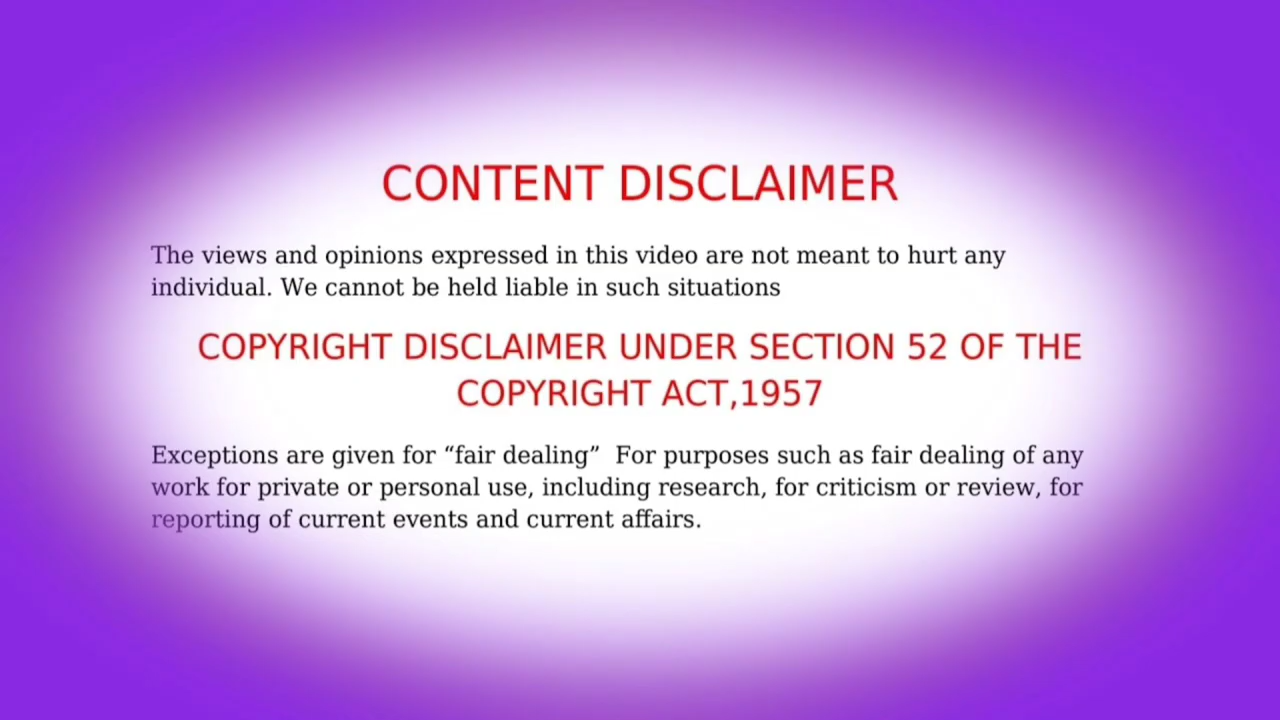 CONTENT DISCLAIMER
The views and opinions expressed in this video are not meant to hurt any
individual. We cannot be held liable in such situations
COPYRIGHT DISCLAIMER UNDER SECTION 52 OF THE
COPYRIGHT ACT,1957
Exceptions are given for “fair dealing”  For purposes such as fair dealing of any
work for private or personal use, including research, for criticism or review, for
reporting of current events and current affairs.